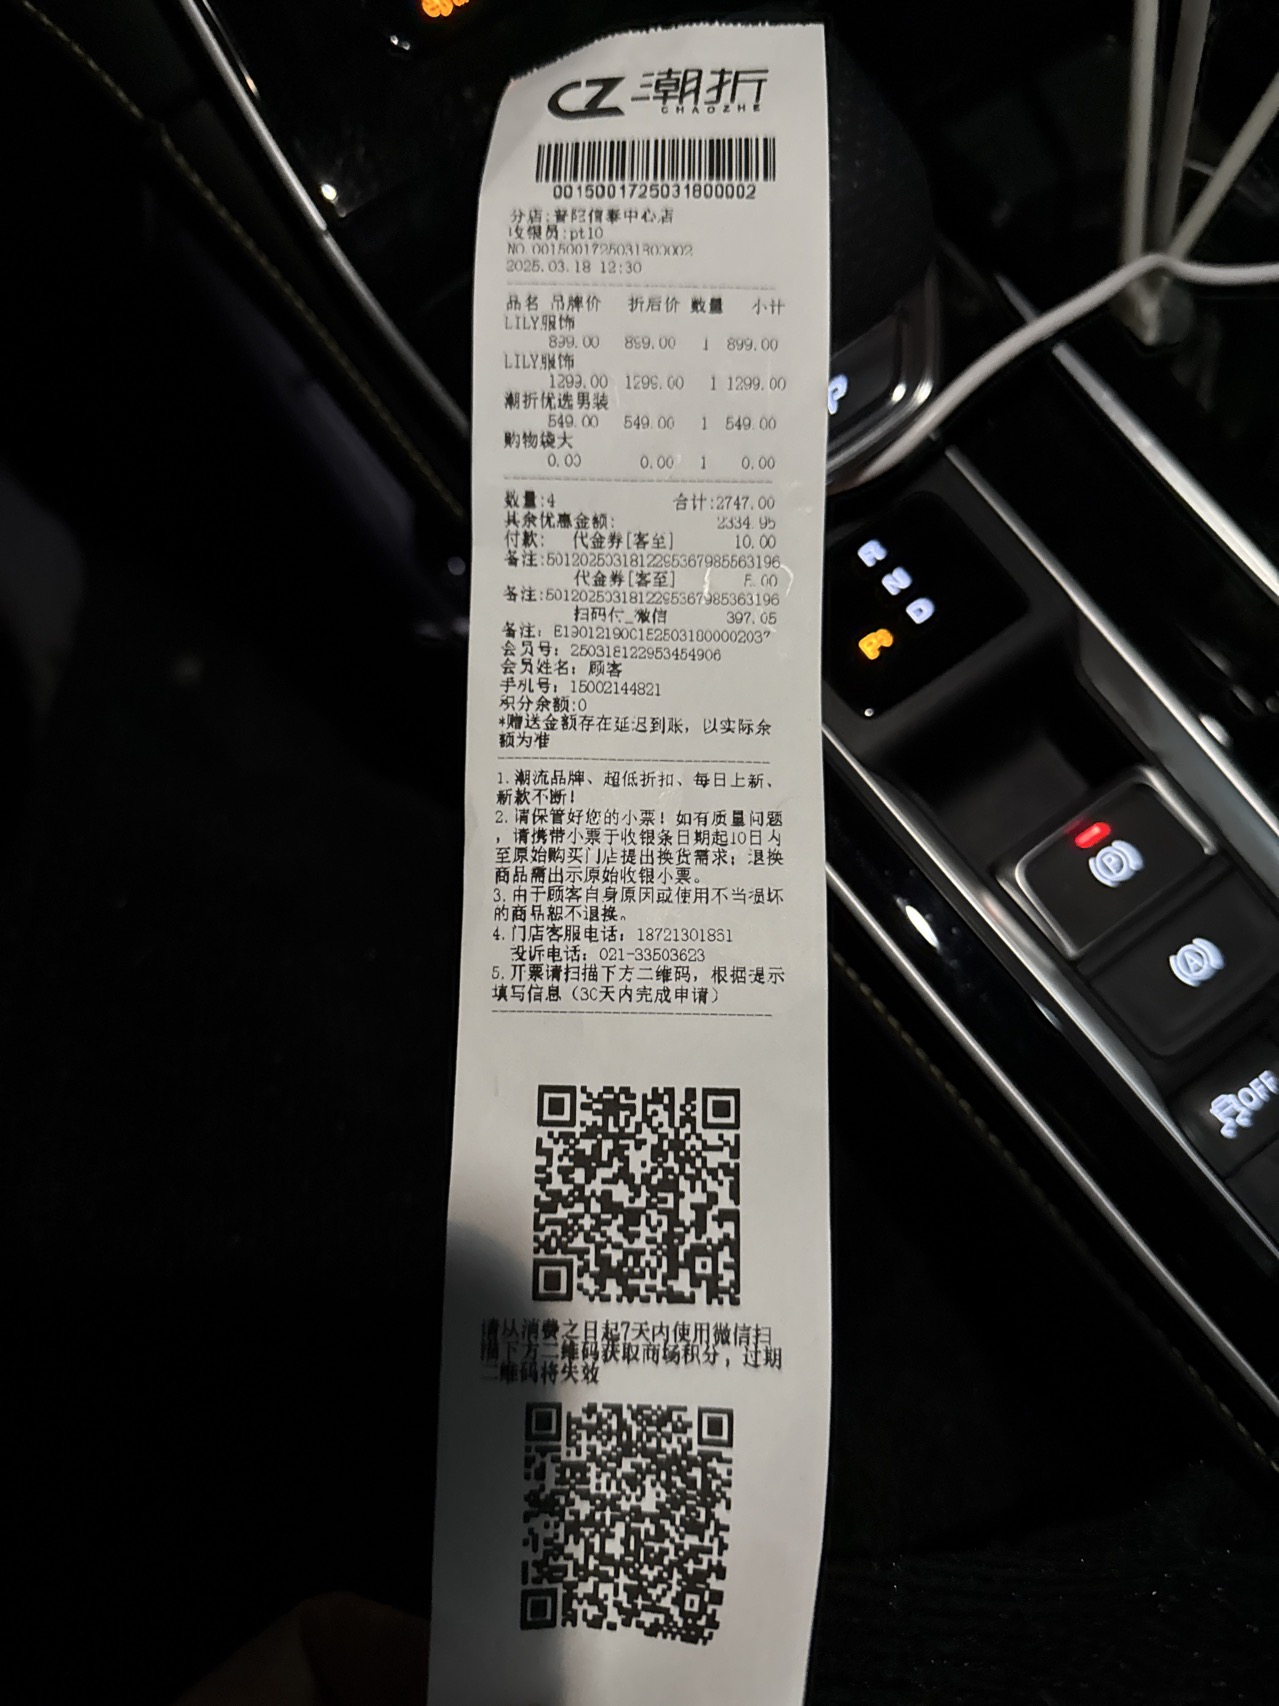 CZ 潮折
CHAOZHE
0015001725031800002
分店:普陀信泰中心店
收银员:pt10
NO.0015001725031800002
2025.03.18 12:30
品名 吊牌价 折后价 数量 小计
LILY服饰
899.00 899.00 1 899.00
LILY服饰
1299.00 1299.00 1 1299.00
潮折优选男装
549.00 549.00 1 549.00
购物袋大
0.00 0.00 1 0.00
数量:4 合计:2747.00
其余优惠金额: 2334.95
付款: 代金券[客至] 10.00
备注:5012025031812295367985563196
代金券[客至] 5.00
备注:5012025031812295367985363196
扫码付_微信 397.05
备注: E19012190C1525031800002037
会员号: 250318122953454906
会员姓名: 顾客
手机号: 15002144821
积分余额:0
*赠送金额存在延迟到账, 以实际余
额为准
1.潮流品牌、超低折扣、每日上新、
新款不断!
2.请保管好您的小票! 如有质量问题
, 请携带小票于收银条日期起10日内
至原始购买门店提出换货需求; 退换
商品需出示原始收银小票。
3.由于顾客自身原因或使用不当损坏
的商品恕不退换。
4.门店客服电话: 18721301851
投诉电话: 021-33503623
5.开票请扫描下方二维码, 根据提示
填写信息 (30天内完成申请)
请从消费之日起7天内使用微信扫
描下方二维码获取商场积分, 过期
二维码将失效
P
R
N
D
P
P
A
OFF